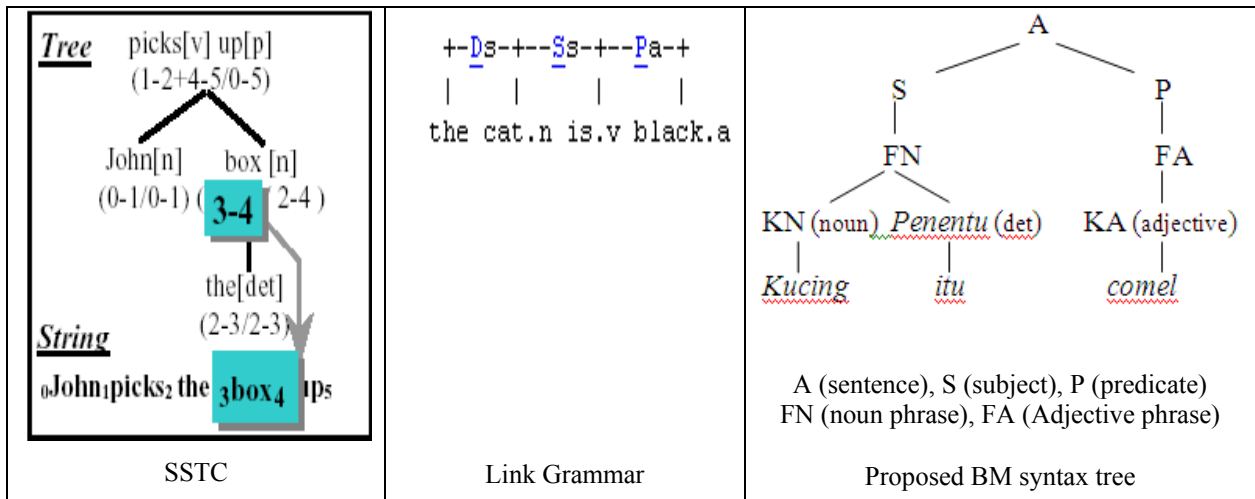 Tree picks[v] up[p]
(1-2+4-5/0-5)
John[n] box [n]
(0-1/0-1) ( 3-4 2-4 )
the[det]
(2-3/2-3)
String
0John1picks2 the 3box4 up5
SSTC
+-Ds-+--Ss-+--Pa-+
| | | |
the cat.n is.v black.a
Link Grammar
A
S P
FN FA
KN (noun) Penentu (det) KA (adjective)
Kucing itu comel
A (sentence), S (subject), P (predicate)
FN (noun phrase), FA (Adjective phrase)
Proposed BM syntax tree